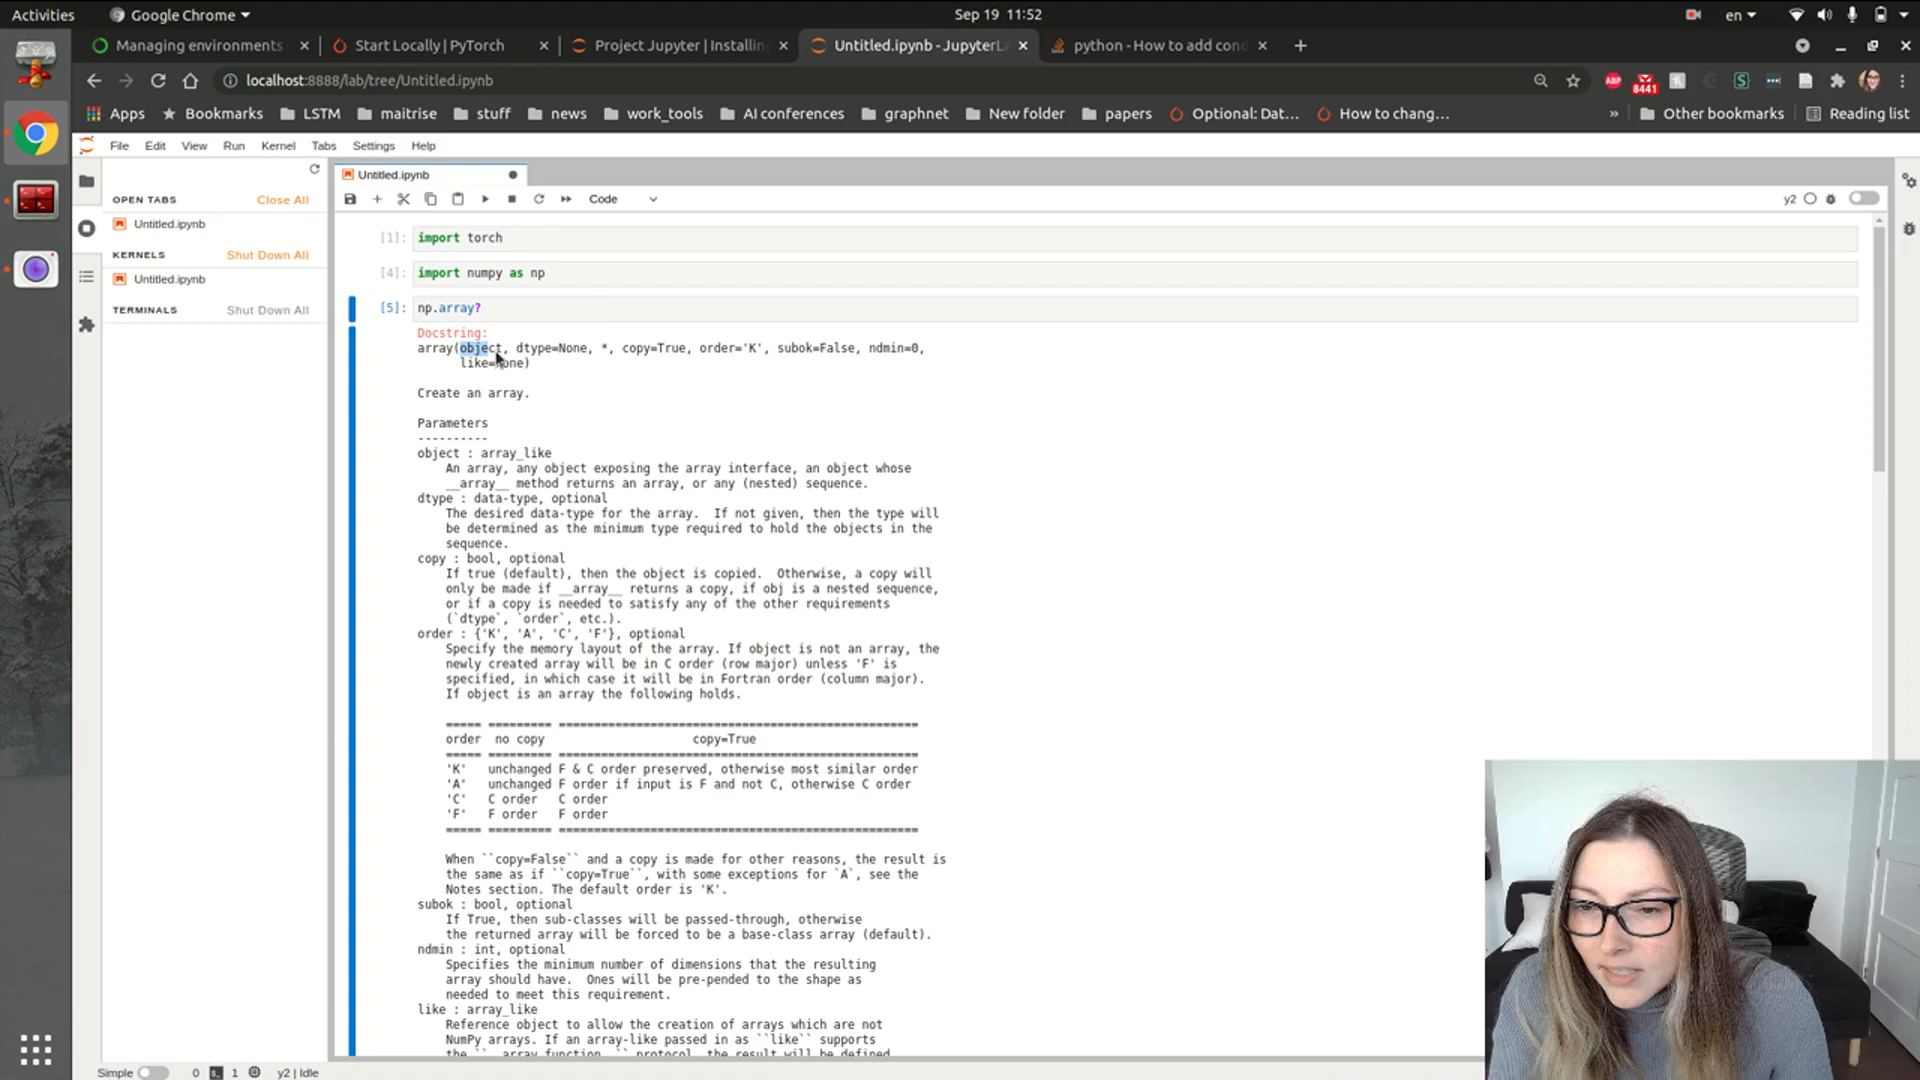 Activities
Google Chrome
Sep 19 11:52
en
Managing environments
Start Locally | PyTorch
Project Jupyter | Installin
Untitled.ipynb - JupyterLa
python - How to add cond
localhost:8888/lab/tree/Untitled.ipynb
ABP
8441
Apps
Bookmarks
LSTM
maitrise
stuff
news
work_tools
AI conferences
graphnet
New folder
papers
Optional: Dat...
How to chang...
»
Other bookmarks
Reading list
File Edit View Run Kernel Tabs Settings Help
OPEN TABS Close All
Untitled.ipynb
KERNELS Shut Down All
Untitled.ipynb
TERMINALS Shut Down All
Untitled.ipynb
Code
y2
[1]: import torch
[4]: import numpy as np
[5]: np.array?
Docstring:
array(object, dtype=None, *, copy=True, order='K', subok=False, ndmin=0,
like=None)
Create an array.
Parameters
----------
object : array_like
An array, any object exposing the array interface, an object whose
__array__ method returns an array, or any (nested) sequence.
dtype : data-type, optional
The desired data-type for the array.  If not given, then the type will
be determined as the minimum type required to hold the objects in the
sequence.
copy : bool, optional
If true (default), then the object is copied.  Otherwise, a copy will
only be made if __array__ returns a copy, if obj is a nested sequence,
or if a copy is needed to satisfy any of the other requirements
(`dtype`, `order`, etc.).
order : {'K', 'A', 'C', 'F'}, optional
Specify the memory layout of the array. If object is not an array, the
newly created array will be in C order (row major) unless 'F' is
specified, in which case it will be in Fortran order (column major).
If object is an array the following holds.
===== ========= ===================================================
order  no copy                     copy=True
===== ========= ===================================================
'K'   unchanged F & C order preserved, otherwise most similar order
'A'   unchanged F order if input is F and not C, otherwise C order
'C'   C order   C order
'F'   F order   F order
===== ========= ===================================================
When ``copy=False`` and a copy is made for other reasons, the result is
the same as if ``copy=True``, with some exceptions for `A`, see the
Notes section. The default order is 'K'.
subok : bool, optional
If True, then sub-classes will be passed-through, otherwise
the returned array will be forced to be a base-class array (default).
ndmin : int, optional
Specifies the minimum number of dimensions that the resulting
array should have.  Ones will be pre-pended to the shape as
needed to meet this requirement.
like : array_like
Reference object to allow the creation of arrays which are not
NumPy arrays. If an array-like passed in as ``like`` supports
the ``__array_function__`` protocol, the result will be defined
Simple 0 1 y2 | Idle